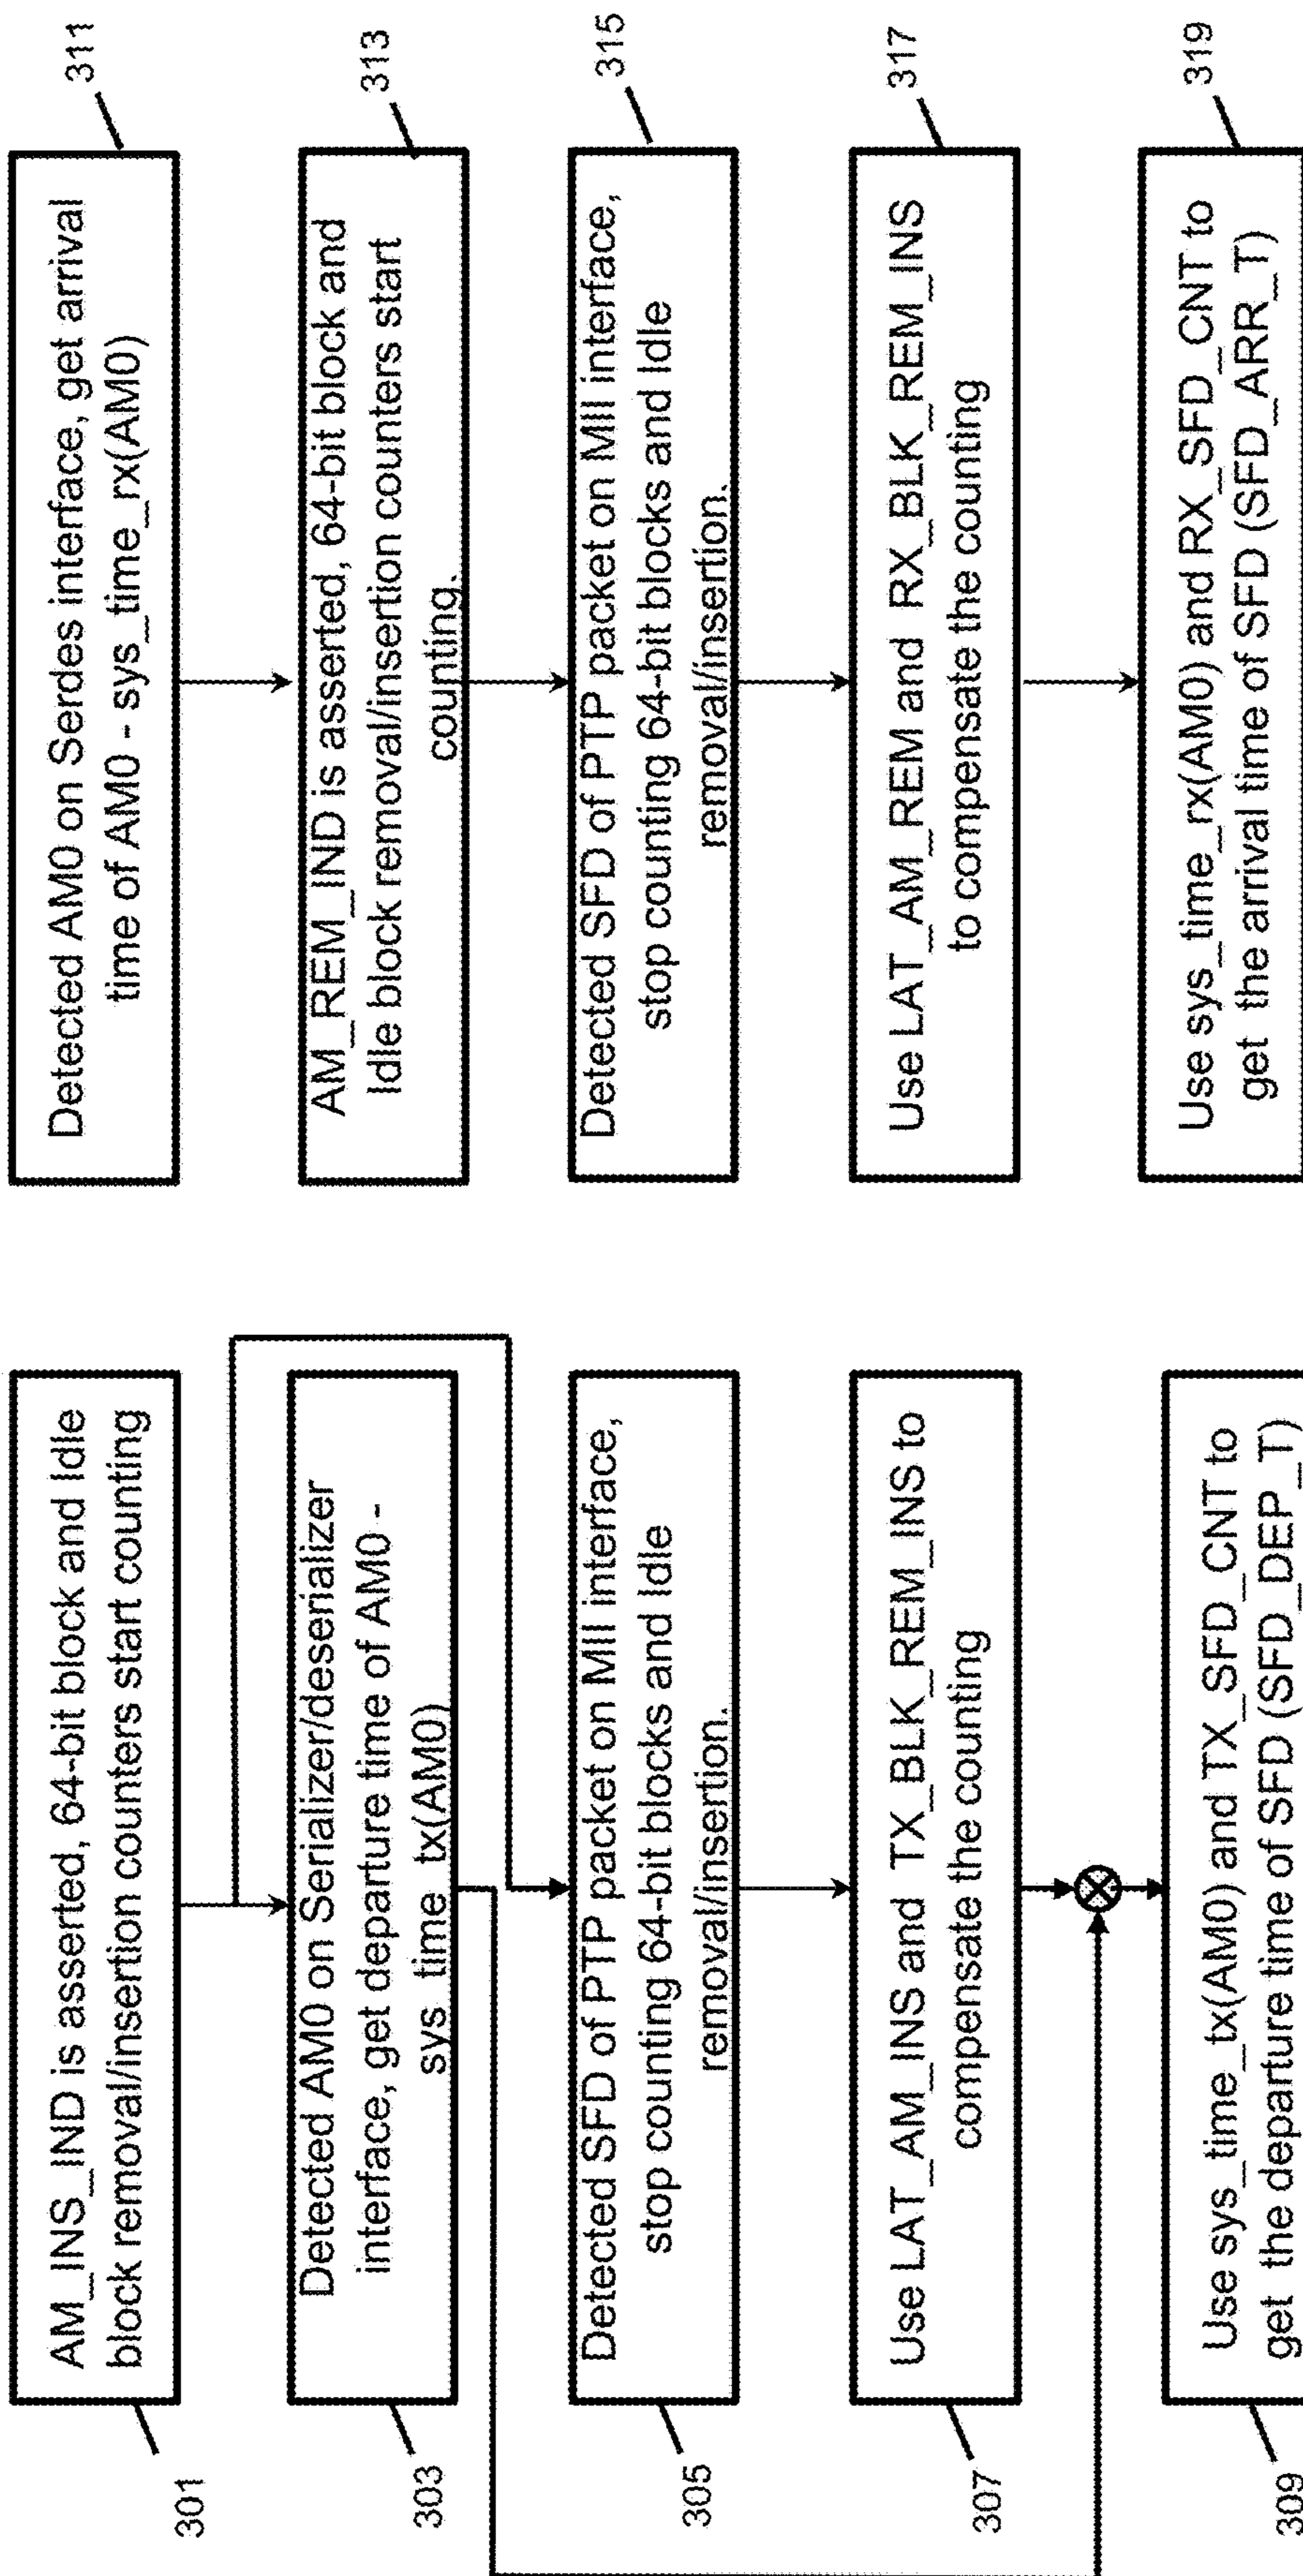 301
AM_INS_IND is asserted, 64-bit block and Idle
block removal/insertion counters start counting
303
Detected AM0 on Serializer/deserializer
interface, get departure time of AM0 -
sys_time_tx(AM0)
305
Detected SFD of PTP packet on MII interface,
stop counting 64-bit blocks and Idle
removal/insertion.
307
Use LAT_AM_INS and TX_BLK_REM_INS to
compensate the counting
309
Use sys_time_tx(AM0) and TX_SFD_CNT to
get the departure time of SFD (SFD_DEP_T)
311
Detected AM0 on Serdes interface, get arrival
time of AM0 - sys_time_rx(AM0)
313
AM_REM_IND is asserted, 64-bit block and
Idle block removal/insertion counters start
counting.
315
Detected SFD of PTP packet on MII interface,
stop counting 64-bit blocks and Idle
removal/insertion.
317
Use LAT_AM_REM and RX_BLK_REM_INS
to compensate the counting
319
Use sys_time_rx(AM0) and RX_SFD_CNT to
get the arrival time of SFD (SFD_ARR_T)